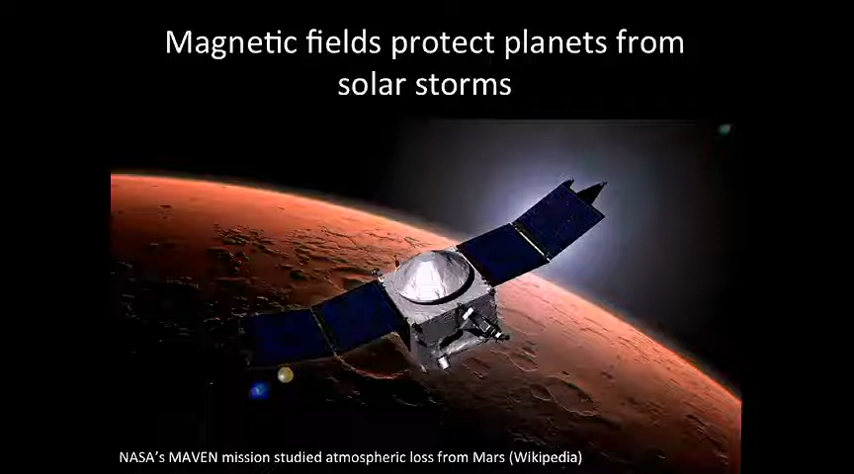 Magnetic fields protect planets from
solar storms
NASA's MAVEN mission studied atmospheric loss from Mars (Wikipedia)